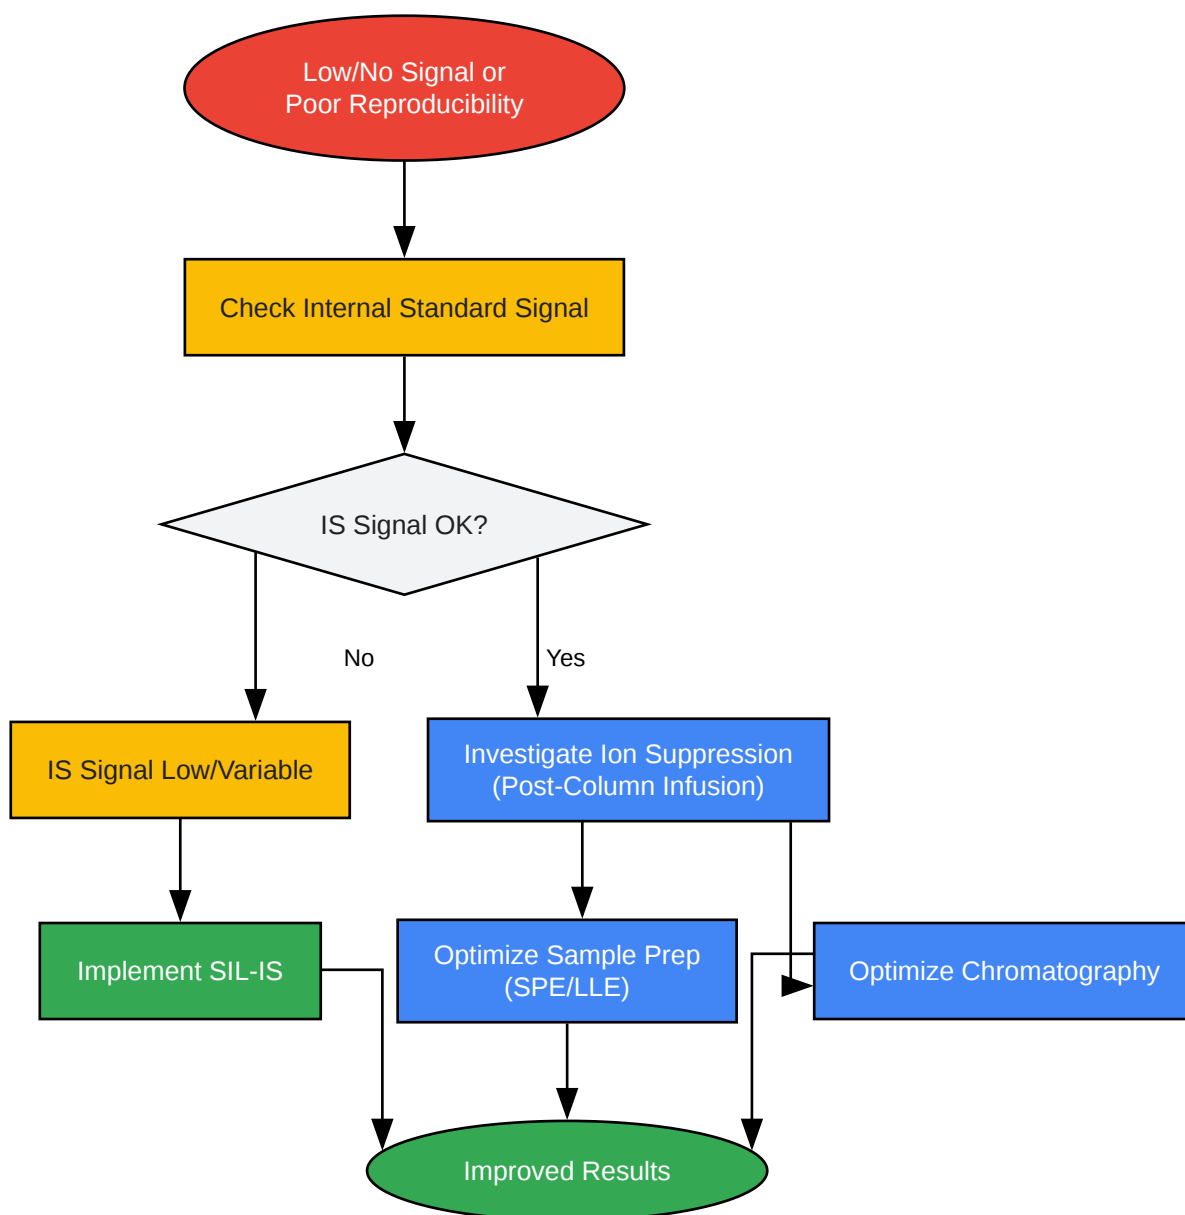 Low/No Signal or
Poor Reproducibility
Check Internal Standard Signal
IS Signal OK?
No
Yes
IS Signal Low/Variable
Investigate Ion Suppression
(Post-Column Infusion)
Implement SIL-IS
Optimize Sample Prep
(SPE/LLE)
Optimize Chromatography
Improved Results